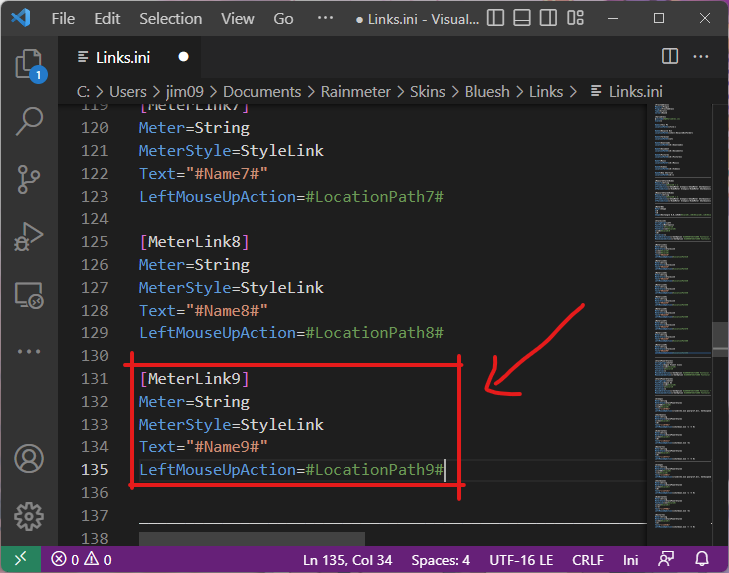 File Edit Selection View Go ··· ● Links.ini - Visual...
Links.ini ●
1
C: > Users > jim09 > Documents > Rainmeter > Skins > Bluesh > Links > Links.ini
119 [MeterLink7]
120 Meter=String
121 MeterStyle=StyleLink
122 Text="#Name7#"
123 LeftMouseUpAction=#LocationPath7#
124
125 [MeterLink8]
126 Meter=String
127 MeterStyle=StyleLink
128 Text="#Name8#"
129 LeftMouseUpAction=#LocationPath8#
130
131 [MeterLink9]
132 Meter=String
133 MeterStyle=StyleLink
134 Text="#Name9#"
135 LeftMouseUpAction=#LocationPath9#
136
137
138
0 0 Ln 135, Col 34 Spaces: 4 UTF-16 LE CRLF Ini